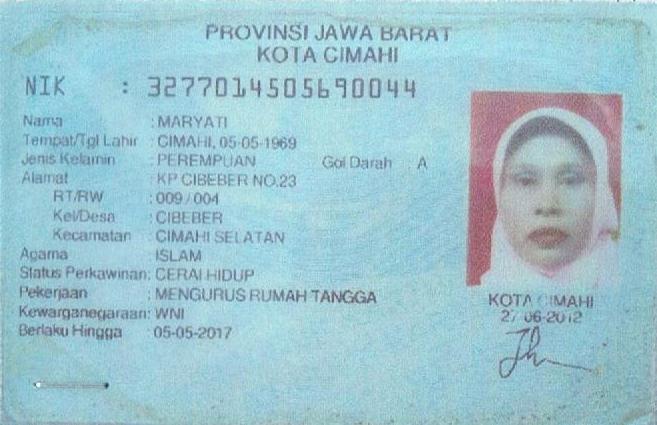 PROVINSI JAWA BARAT
KOTA CIMAHI
NIK : 3277014505690044
Nama : MARYATI
Tempat/Tgl Lahir : CIMAHI, 05-05-1969
Jenis Kelamin : PEREMPUAN Gol Darah : A
Alamat : KP CIBEBER NO.23
RT/RW : 009 / 004
Kel/Desa : CIBEBER
Kecamatan : CIMAHI SELATAN
Agama ISLAM
Status Perkawinan: CERAI HIDUP
Pekerjaan : MENGURUS RUMAH TANGGA
Kewarganegaraan: WNI
Berlaku Hingga : 05-05-2017
KOTA CIMAHI
27-06-2012